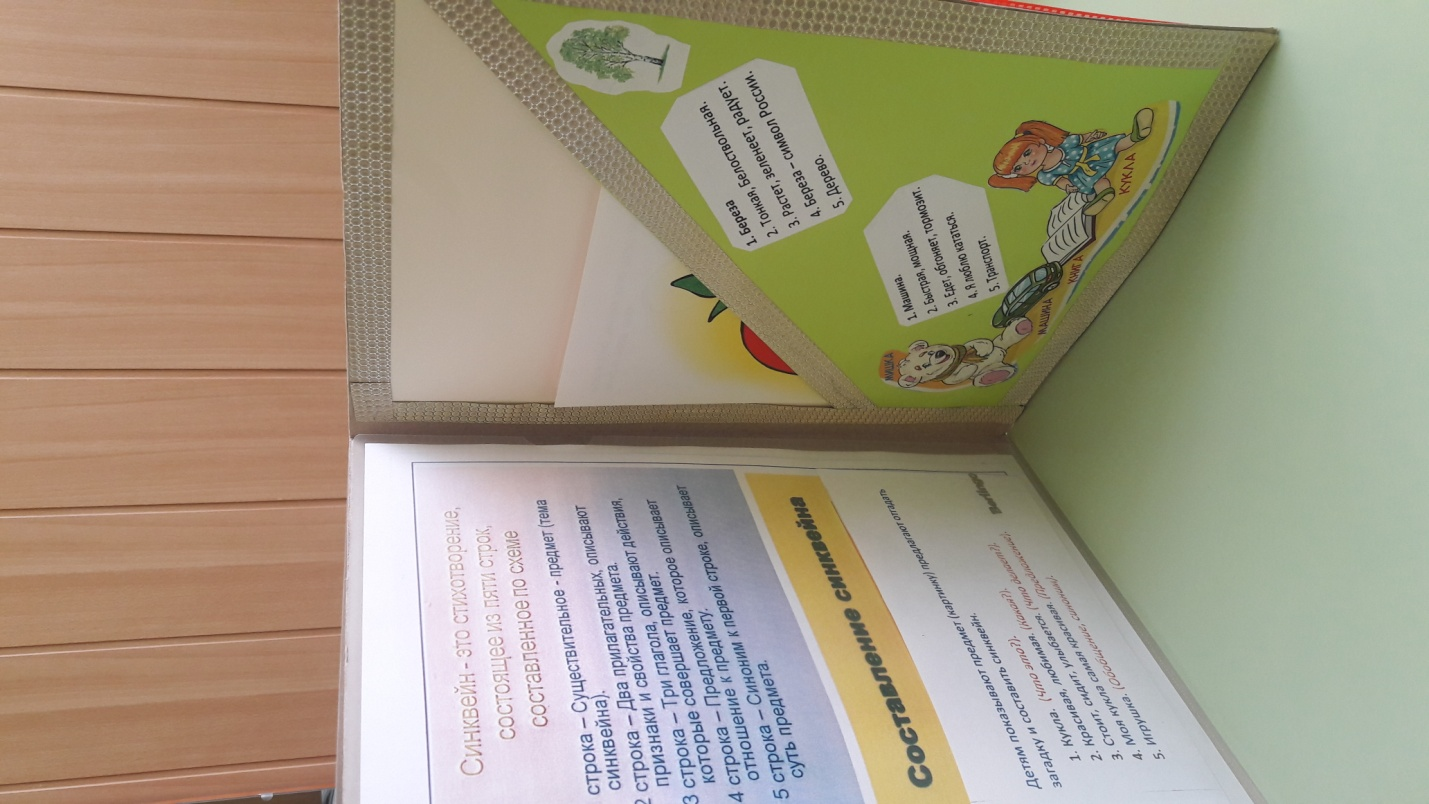 Синквейн - это стихотворение,
состоящее из пяти строк,
составленное по схеме
строка – Существительное - предмет (тема
синквейна).
2 строка – Два прилагательных, описывают
признаки и свойства предмета.
3 строка – Три глагола, описывают действия,
которые совершает предмет.
4 строка – Предложение, которое описывает
отношение к предмету.
5 строка – Синоним к первой строке, описывает
суть предмета.
Составление синквейна
Детям показывают предмет (картинку) предлагают отгадать
загадку и составить синквейн.
1. Кукла. (что это?).
2. Красивая, любимая. (какая?).
3. Стоит, сидит, улыбается. (что делает?).
4. Моя кукла самая красивая. (Предложение).
5. Игрушка. (Обобщение, синоним).
1. Береза
2. Тонкая, белоствольная.
3. Растет, зеленеет, радует.
4. Береза – символ России.
5. Дерево.
1. Машина.
2. Быстрая, мощная.
3. Едет, обгоняет, тормозит.
4. Я люблю кататься.
5. Транспорт.
МИШКА
МАШИНА
КНИГА
КУКЛА